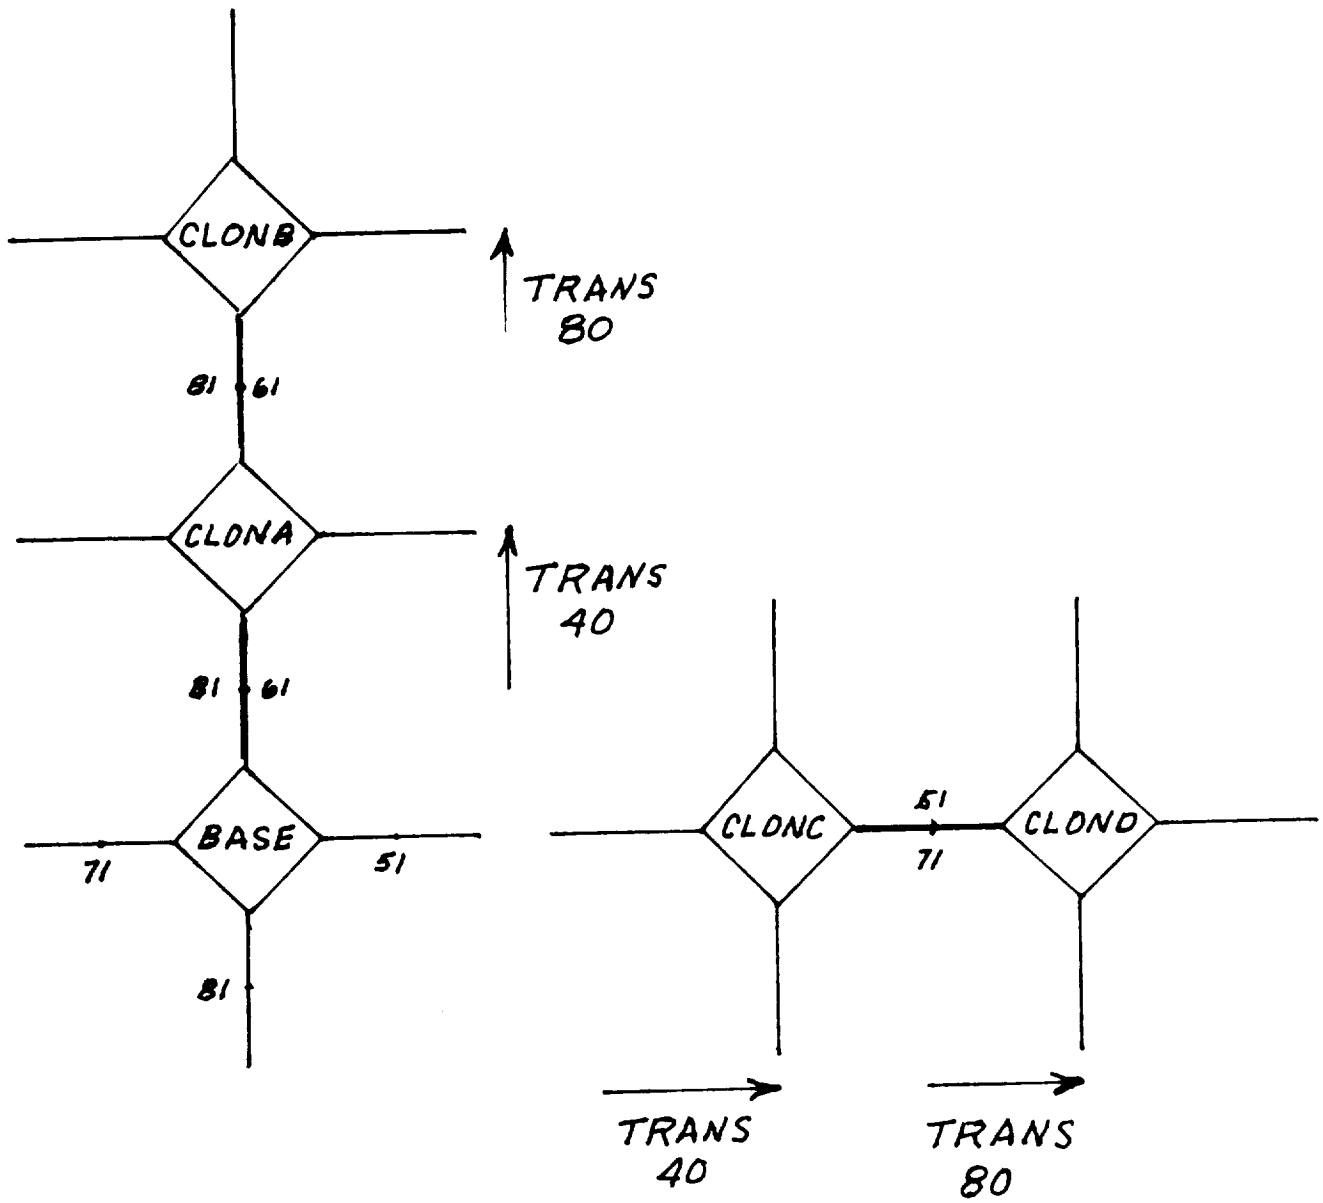 CLONB
TRANS
80
81 61
CLONA
TRANS
40
81 61
BASE
71
51
81
CLONC
51
71
CLOND
TRANS
40
TRANS
80